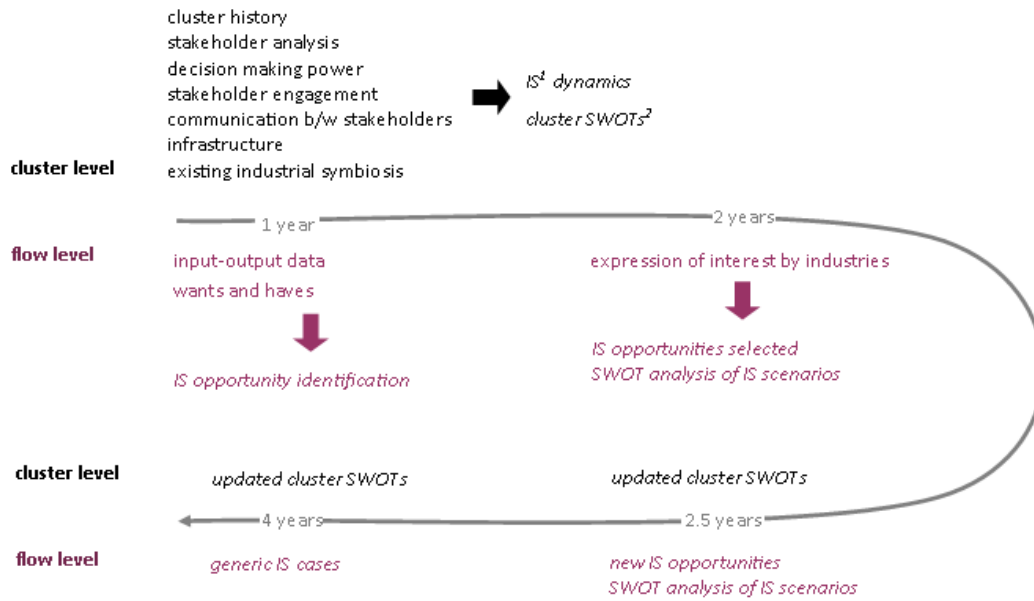 cluster history
stakeholder analysis
decision making power
stakeholder engagement
communication b/w stakeholders
infrastructure
cluster level existing industrial symbiosis
IS¹ dynamics
cluster SWOTs²
1 year 2 years
flow level input-output data expression of interest by industries
wants and haves
IS opportunity identification
IS opportunities selected
SWOT analysis of IS scenarios
cluster level updated cluster SWOTs updated cluster SWOTs
4 years 2.5 years
flow level generic IS cases new IS opportunities
SWOT analysis of IS scenarios